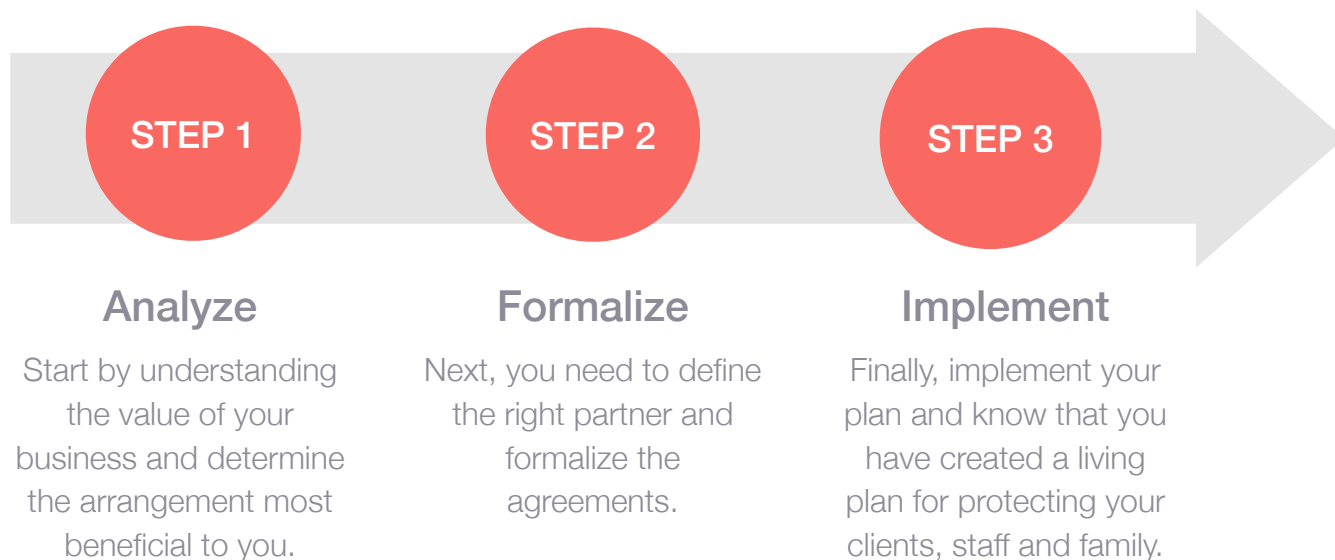 STEP 1
STEP 2
STEP 3
Analyze
Start by understanding
the value of your
business and determine
the arrangement most
beneficial to you.
Formalize
Next, you need to define
the right partner and
formalize the
agreements.
Implement
Finally, implement your
plan and know that you
have created a living
plan for protecting your
clients, staff and family.